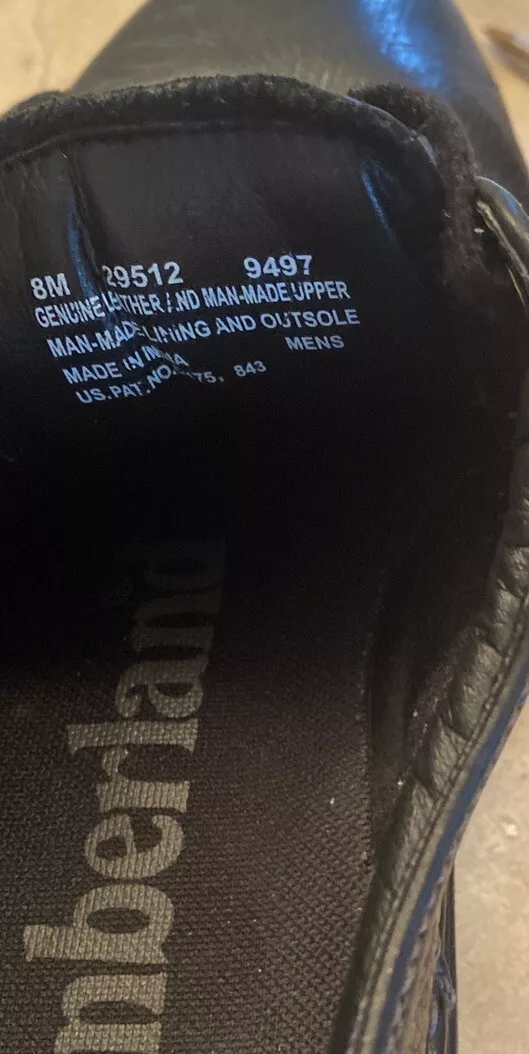 8M 29512 9497
GENUINE LEATHER AND MAN-MADE UPPER
MAN-MADE LINING AND OUTSOLE
MADE IN INDIA MENS
US.PAT.NO. 75, 843
nberland